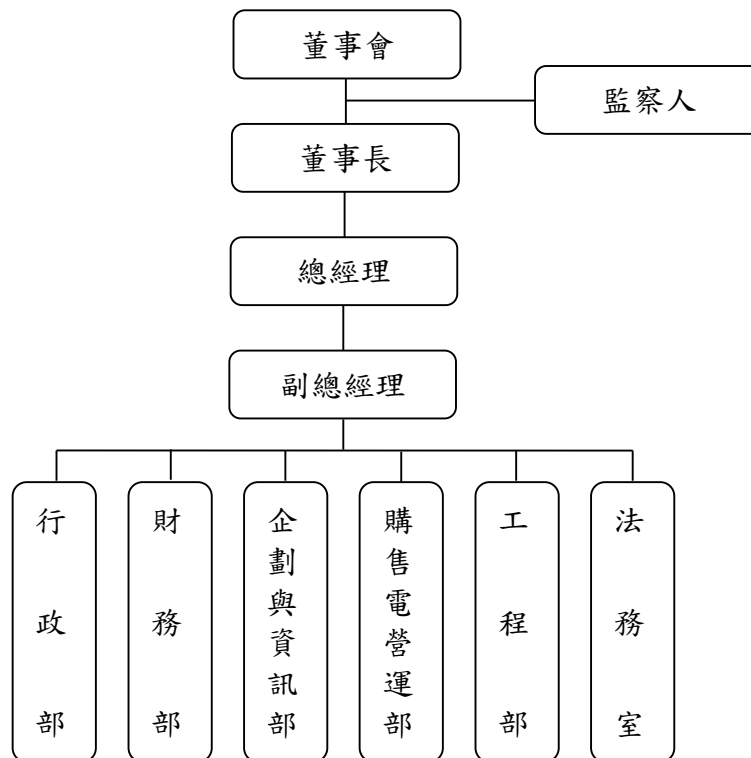 董事會
監察人
董事長
總經理
副總經理
行政部
財務部
企劃與資訊部
購售電營運部
工程部
法務室